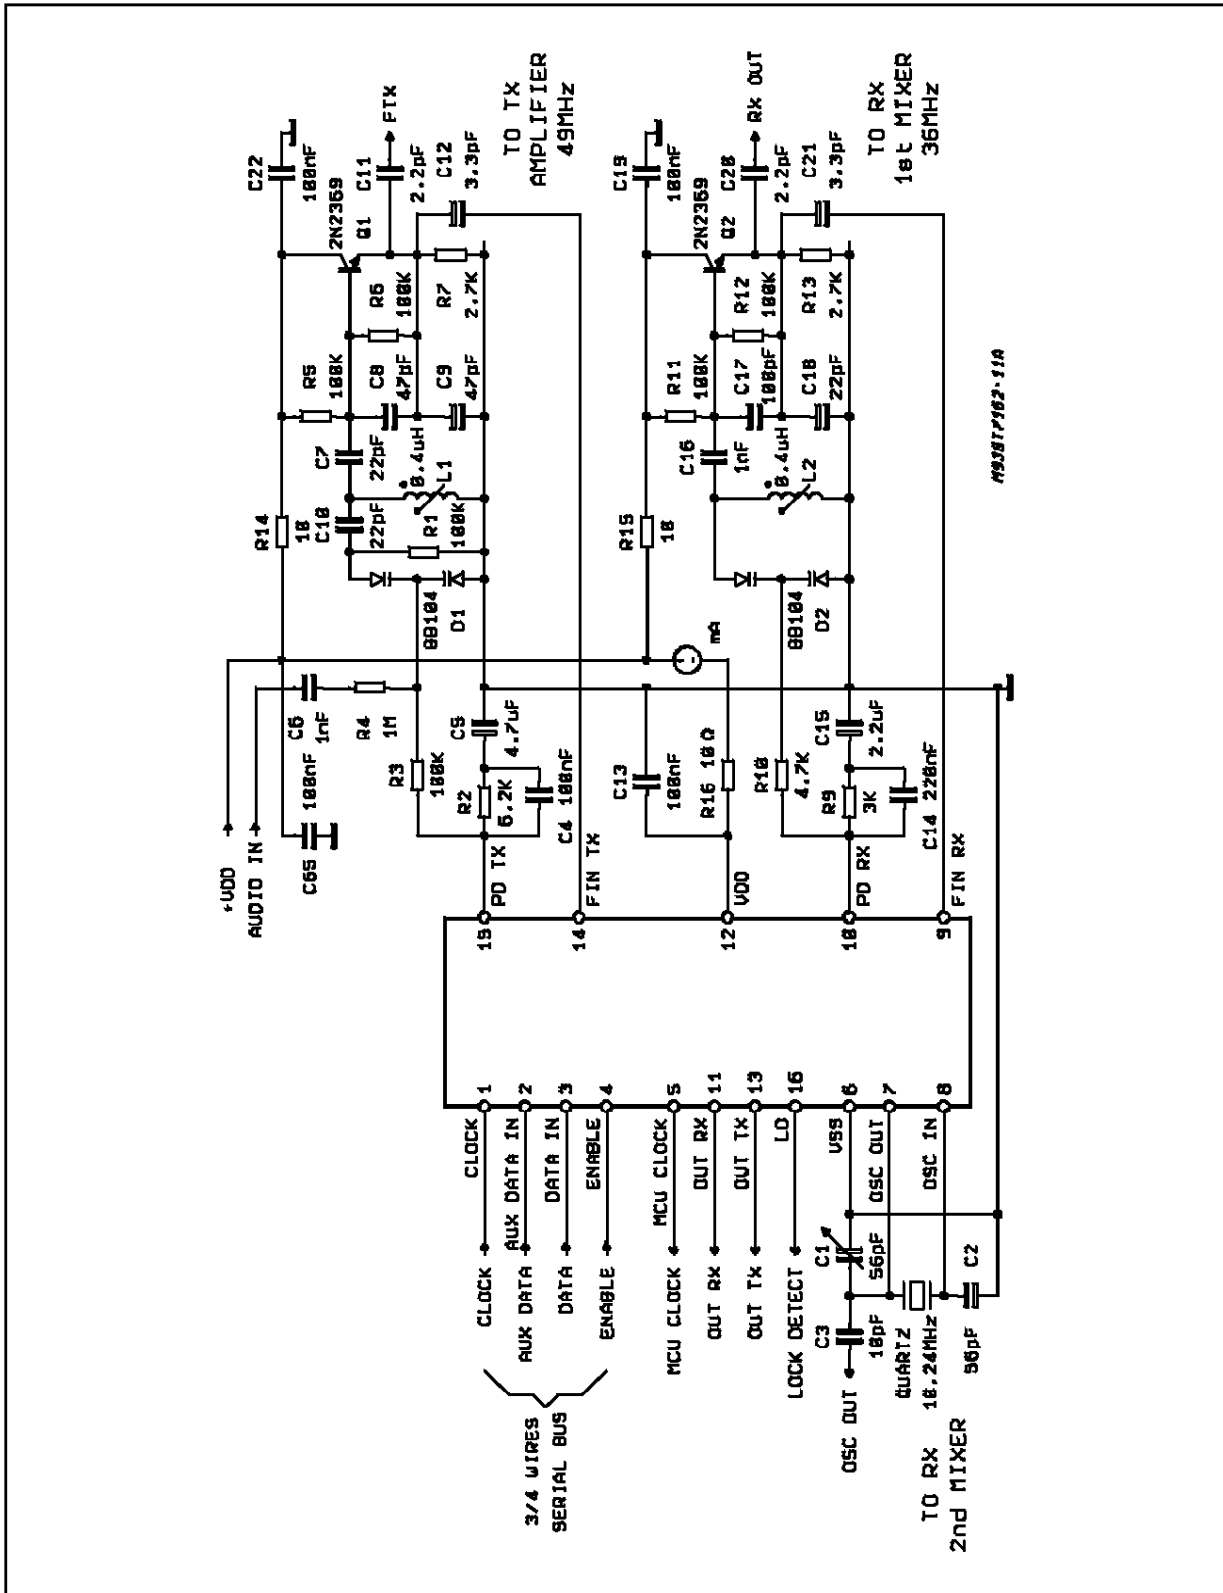 +VDD
AUDIO IN
C65
100nF
C6
1nF
R4
1M
R14
10
C22
100nF
2N2369
Q1
C11
FTX
2.2pF
C12
3.3pF
TO TX
AMPLIFIER
49MHz
R5
100K
R6
100K
R7
2.7K
C7
22pF
C8
47pF
C9
47pF
C10
22pF
0.4uH
L1
R1
100K
BB104
D1
R3
100K
R2
6.2K
C5
4.7uF
C4 100nF
PD TX
FIN TX
15
14
C13
100nF
R16 10Ω
VDD
12
mA
R15
10
C19
100nF
2N2369
Q2
C20
RX OUT
2.2pF
C21
3.3pF
TO RX
1st MIXER
36MHz
R11
100K
R12
100K
R13
2.7K
C16
1nF
C17
100pF
C18
22pF
0.4uH
L2
BB104
D2
R10
4.7K
R9
3K
C15
2.2uF
C14 220nF
PD RX
FIN RX
10
9
1
2
3
4
5
11
13
16
6
7
8
CLOCK
AUX DATA IN
DATA IN
ENABLE
MCU CLOCK
OUT RX
OUT TX
LD
VSS
OSC OUT
OSC IN
CLOCK
AUX DATA
DATA
ENABLE
MCU CLOCK
OUT RX
OUT TX
LOCK DETECT
3/4 WIRES
SERIAL BUS
C1
56pF
C2
56pF
C3
10pF
QUARTZ
10,24MHz
OSC OUT
TO RX
2nd MIXER